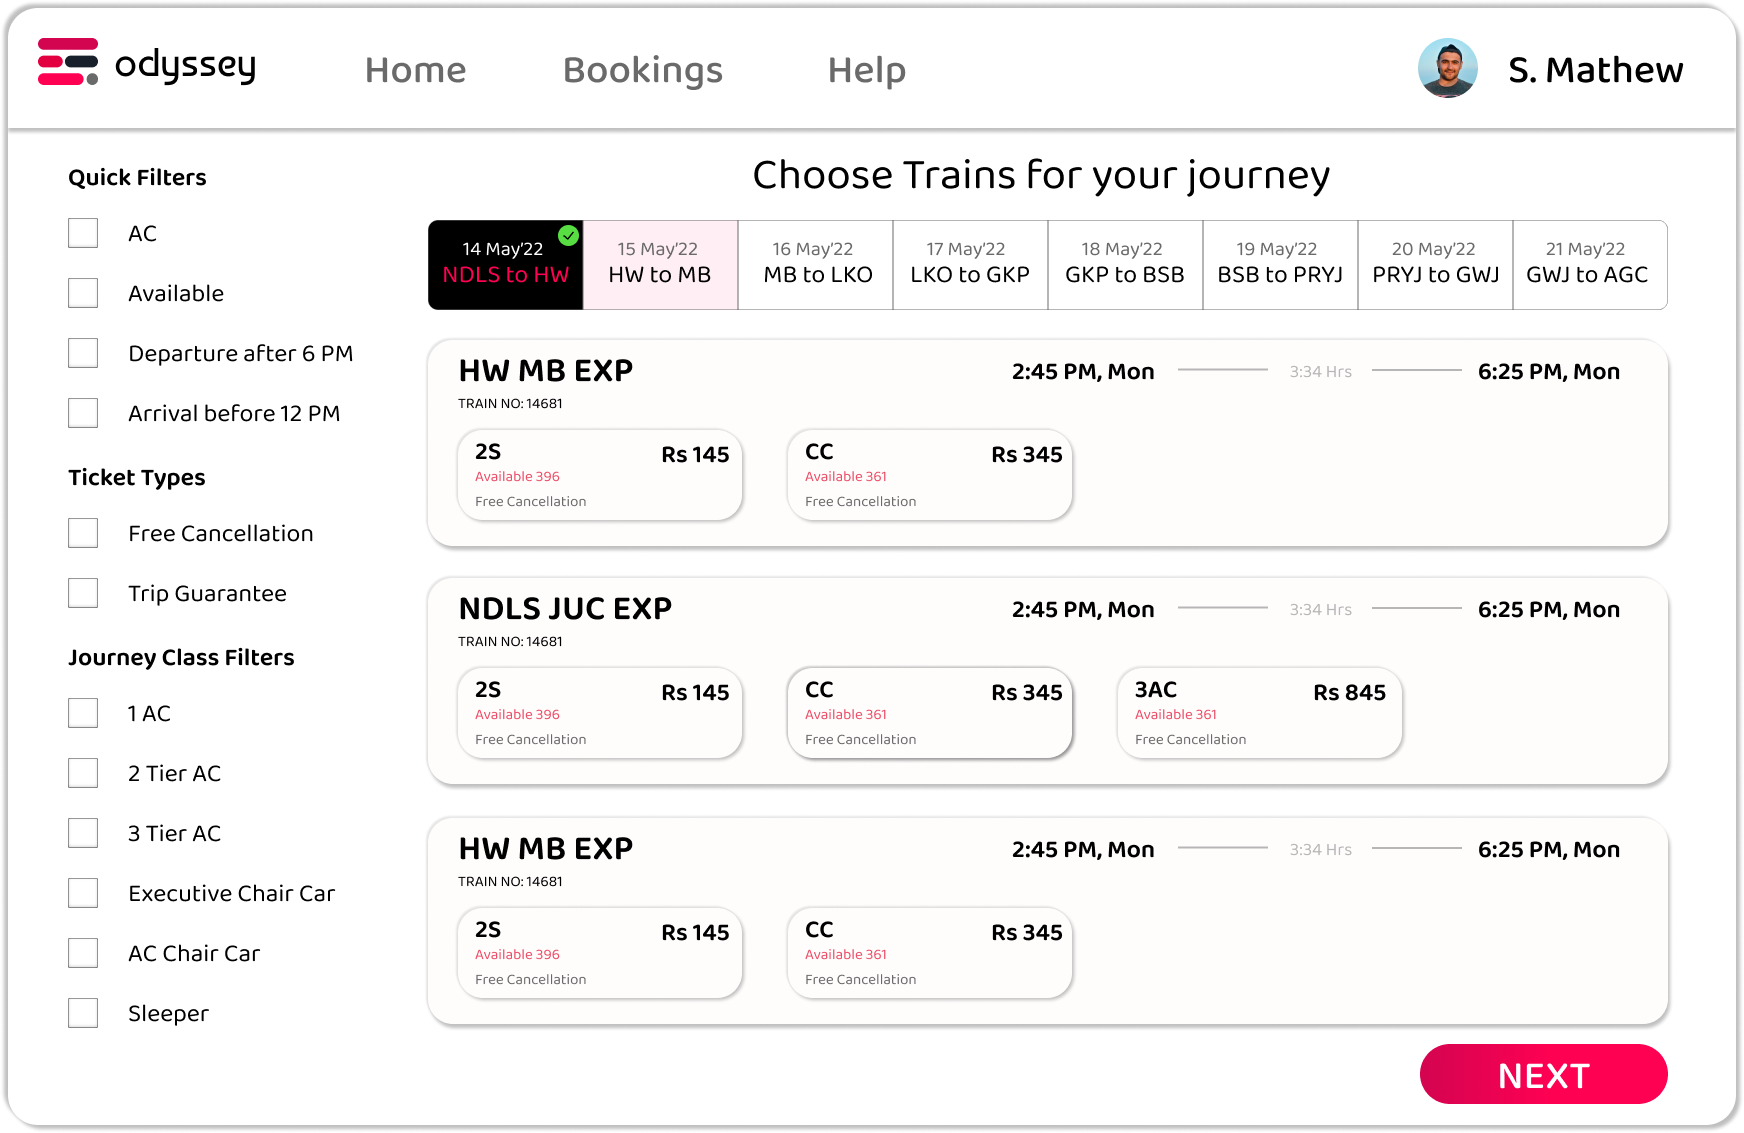 odyssey
Home
Bookings
Help
S. Mathew
Quick Filters
AC
Available
Departure after 6 PM
Arrival before 12 PM
Ticket Types
Free Cancellation
Trip Guarantee
Journey Class Filters
1 AC
2 Tier AC
3 Tier AC
Executive Chair Car
AC Chair Car
Sleeper
Choose Trains for your journey
14 May'22
NDLS to HW
15 May'22
HW to MB
16 May'22
MB to LKO
17 May'22
LKO to GKP
18 May'22
GKP to BSB
19 May'22
BSB to PRYJ
20 May'22
PRYJ to GWJ
21 May'22
GWJ to AGC
HW MB EXP
2:45 PM, Mon
3:34 Hrs
6:25 PM, Mon
TRAIN NO: 14681
2S
Rs 145
Available 396
Free Cancellation
CC
Rs 345
Available 361
Free Cancellation
NDLS JUC EXP
2:45 PM, Mon
3:34 Hrs
6:25 PM, Mon
TRAIN NO: 14681
2S
Rs 145
Available 396
Free Cancellation
CC
Rs 345
Available 361
Free Cancellation
3AC
Rs 845
Available 361
Free Cancellation
HW MB EXP
2:45 PM, Mon
3:34 Hrs
6:25 PM, Mon
TRAIN NO: 14681
2S
Rs 145
Available 396
Free Cancellation
CC
Rs 345
Available 361
Free Cancellation
NEXT